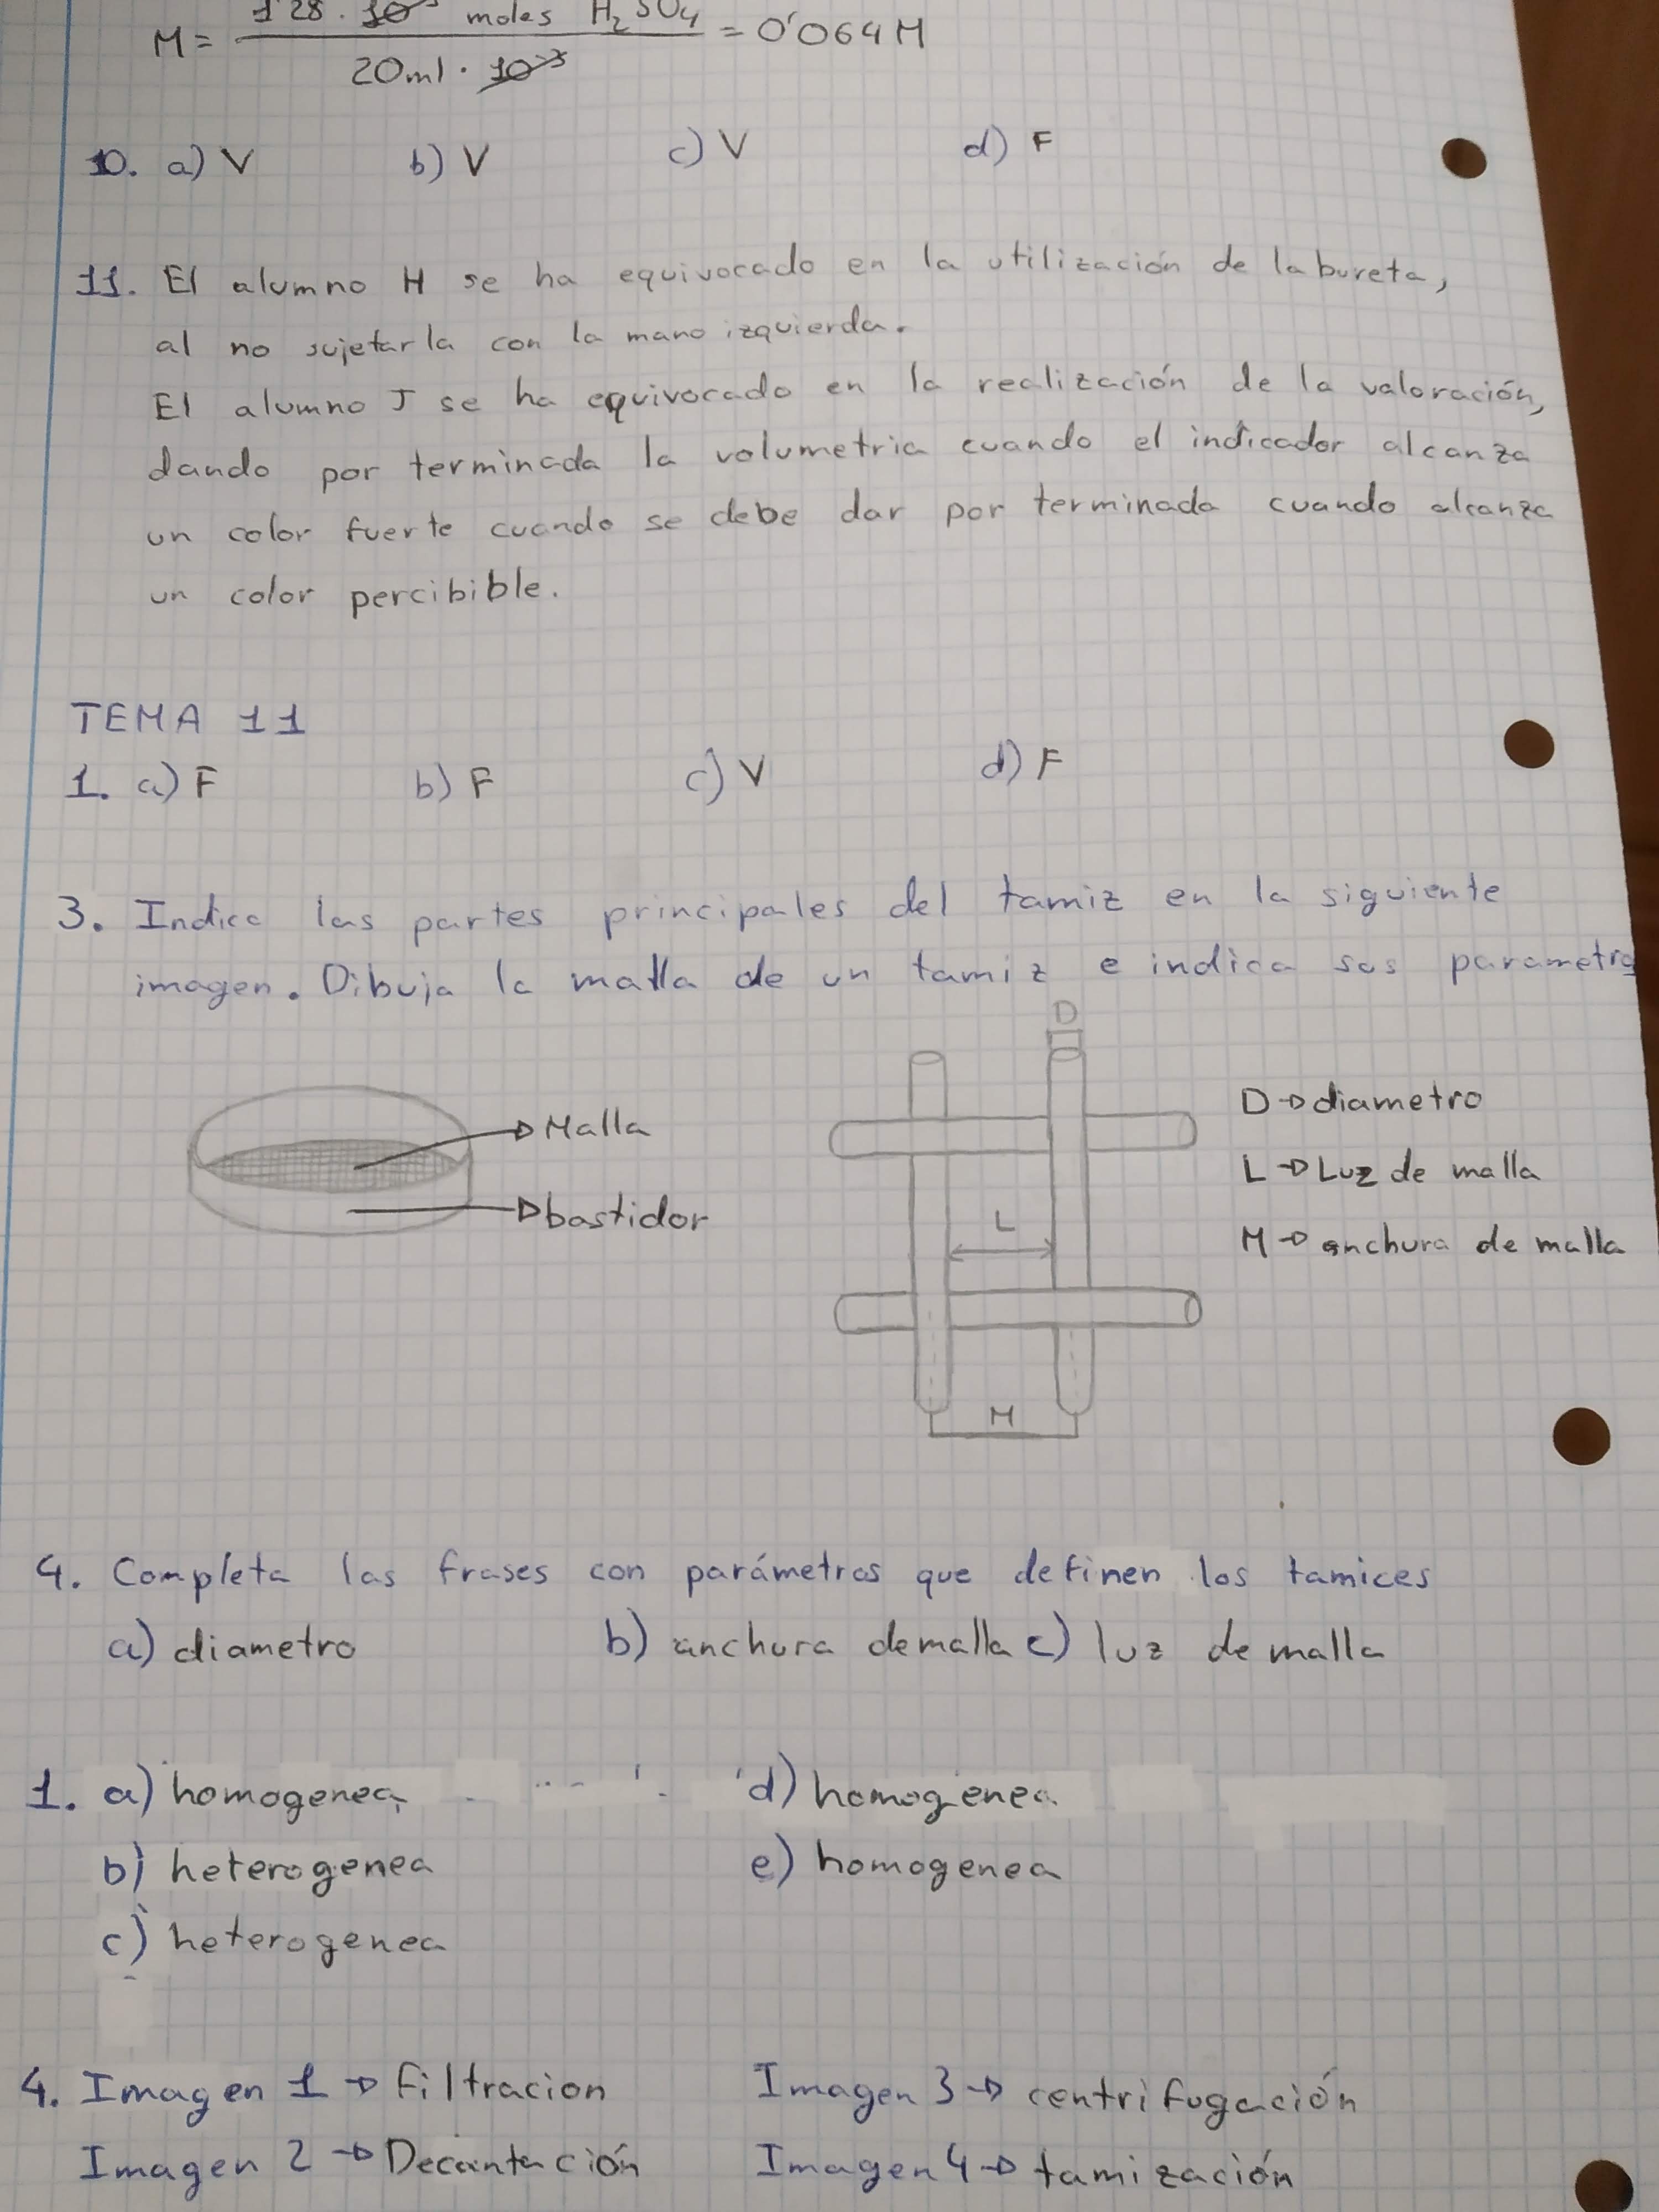 M = 1'28 · 10⁻³ moles H₂SO₄ / 20ml · 10⁻³ = 0'064 M
10. a) V b) V c) V d) F
11. El alumno H se ha equivocado en la utilización de la bureta,
al no sujetarla con la mano izquierda.
El alumno J se ha equivocado en la realización de la valoración,
dando por terminada la volumetria cuando el indicador alcanza
un color fuerte cuando se debe dar por terminada cuando alcanza
un color percibible.
TEMA 11
1. a) F b) F c) V d) F
3. Indica las partes principales del tamiz en la siguiente
imagen. Dibuja la malla de un tamiz e indica sus parametros
Malla
bastidor
D
L
M
D → diametro
L → Luz de malla
M → anchura de malla
4. Completa las frases con parámetros que definen los tamices
a) diametro b) anchura de malla c) luz de malla
1. a) homogenea d) homogenea
b) heterogenea e) homogenea
c) heterogenea
4. Imagen 1 → filtracion Imagen 3 → centrifugación
Imagen 2 → Decantación Imagen 4 → tamización